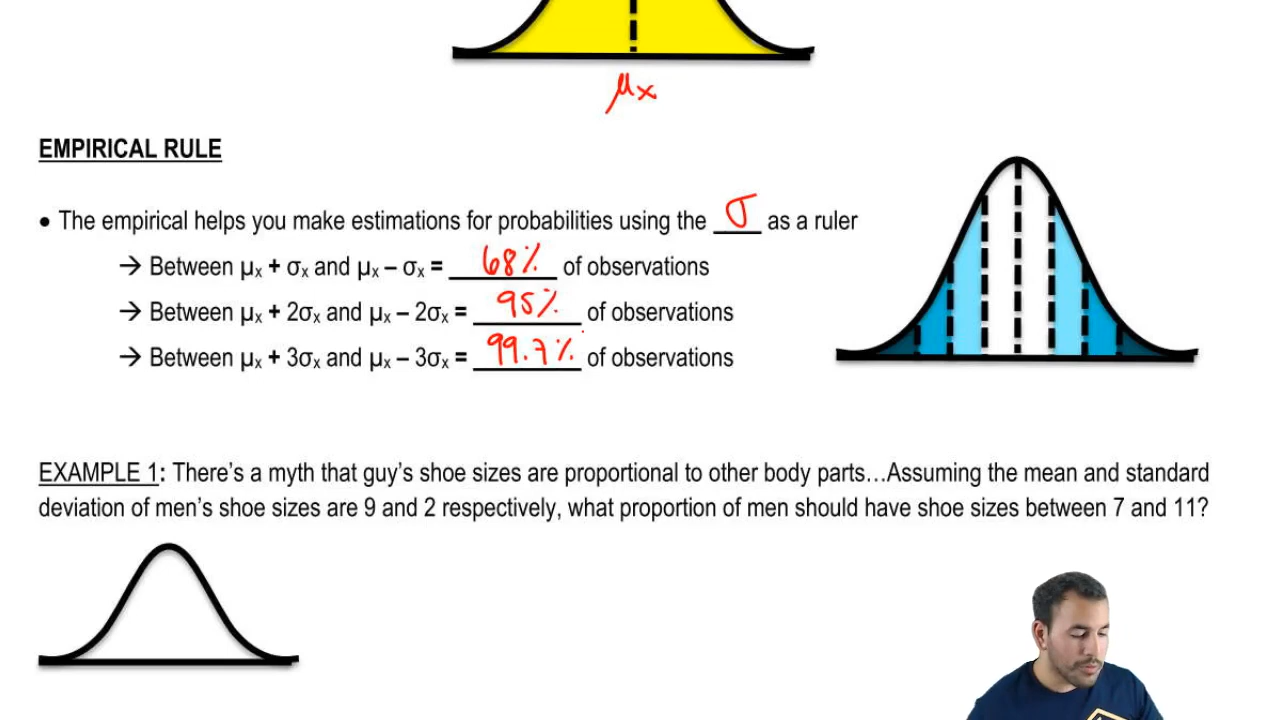 μx
EMPIRICAL RULE
• The empirical helps you make estimations for probabilities using the σ as a ruler
→ Between μₓ + σₓ and μₓ – σₓ = 68% of observations
→ Between μₓ + 2σₓ and μₓ – 2σₓ = 95% of observations
→ Between μₓ + 3σₓ and μₓ – 3σₓ = 99.7% of observations
EXAMPLE 1: There’s a myth that guy’s shoe sizes are proportional to other body parts…Assuming the mean and standard
deviation of men’s shoe sizes are 9 and 2 respectively, what proportion of men should have shoe sizes between 7 and 11?